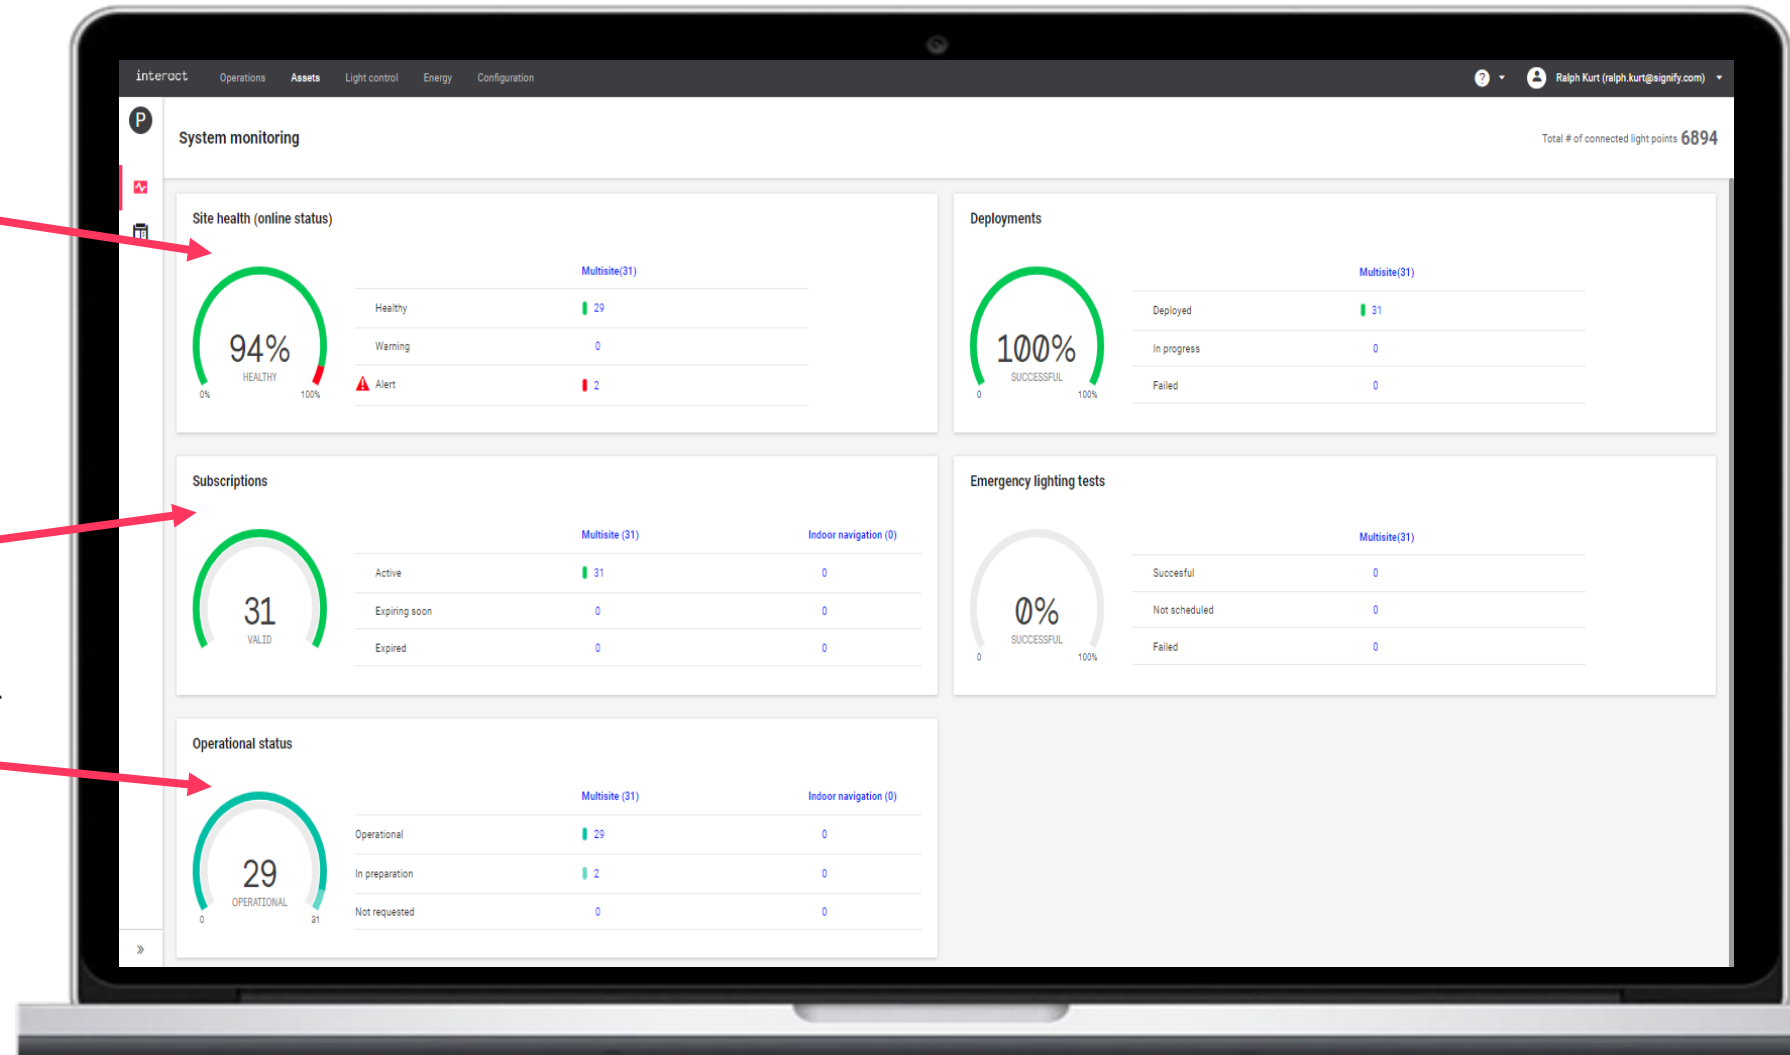 interact Operations Assets Light control Energy Configuration ? Ralph Kurt (ralph.kurt@signify.com)
P
System monitoring
Total # of connected light points 6894
Site health (online status)
Multisite(31)
Healthy 29
Warning 0
Alert 2
94%
HEALTHY
0% 100%
Deployments
Multisite(31)
Deployed 31
In progress 0
Failed 0
100%
SUCCESSFUL
0 100%
Subscriptions
Multisite (31) Indoor navigation (0)
Active 31 0
Expiring soon 0 0
Expired 0 0
31
VALID
Emergency lighting tests
Multisite(31)
Succesful 0
Not scheduled 0
Failed 0
0%
SUCCESSFUL
0 100%
Operational status
Multisite (31) Indoor navigation (0)
Operational 29 0
In preparation 2 0
Not requested 0 0
29
OPERATIONAL
0 31
»